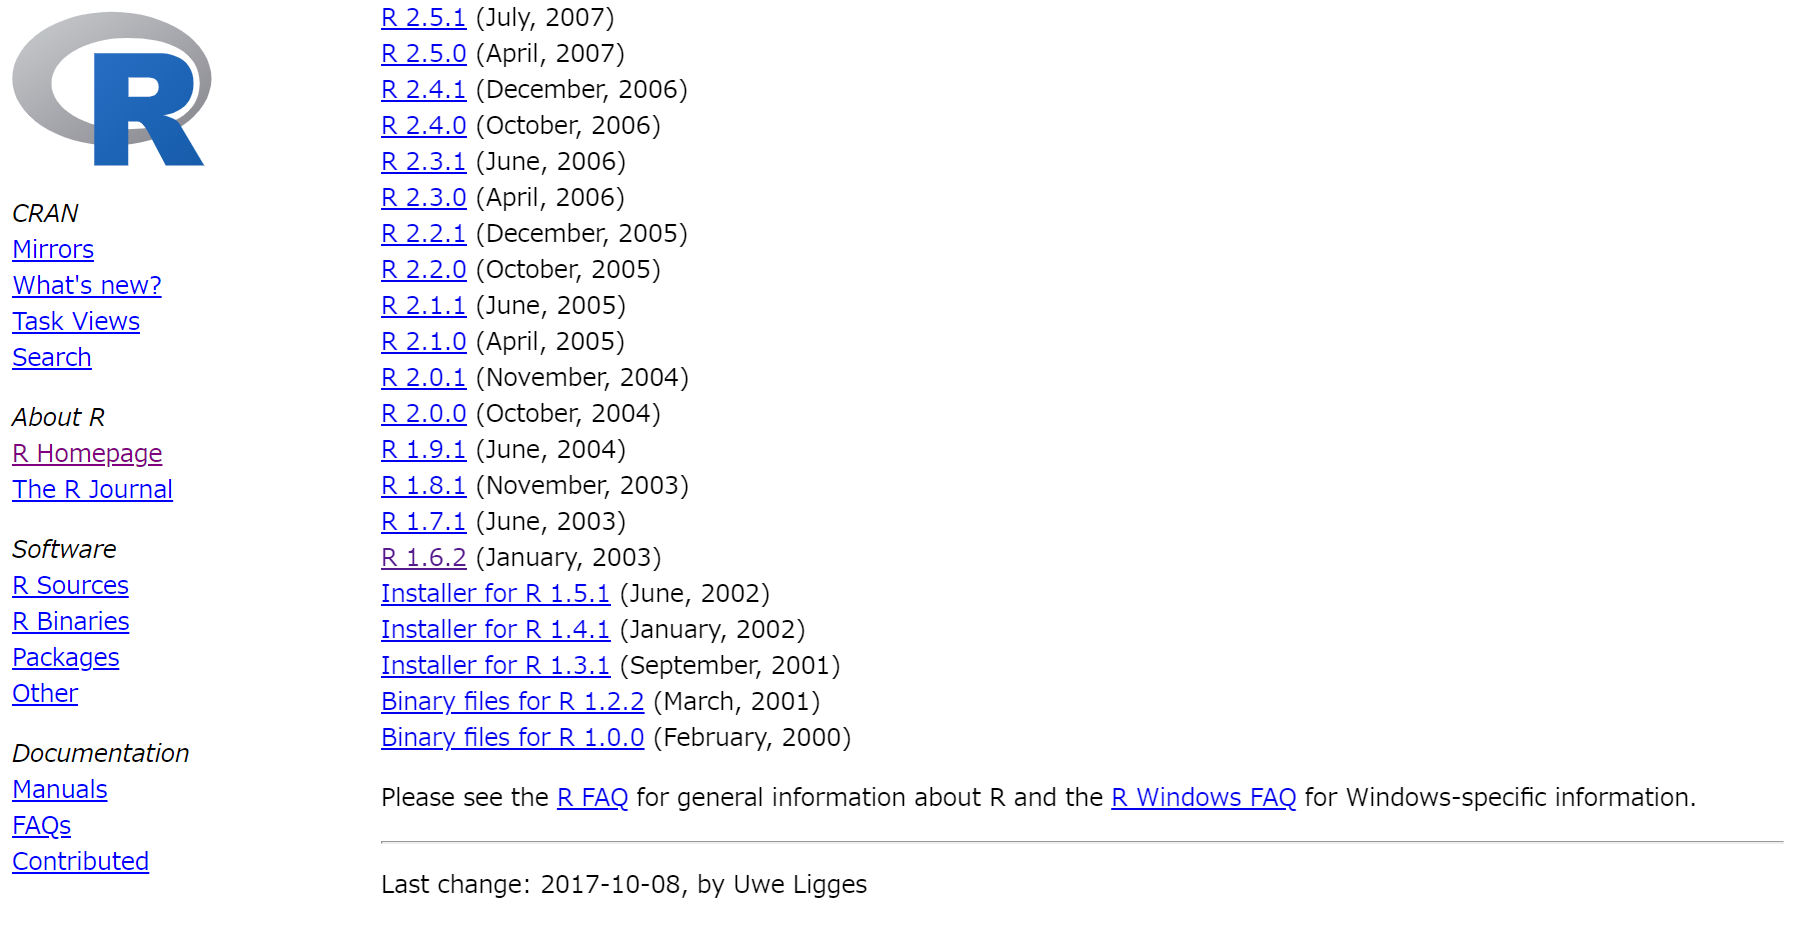 R
CRAN
Mirrors
What's new?
Task Views
Search
About R
R Homepage
The R Journal
Software
R Sources
R Binaries
Packages
Other
Documentation
Manuals
FAQs
Contributed
R 2.5.1 (July, 2007)
R 2.5.0 (April, 2007)
R 2.4.1 (December, 2006)
R 2.4.0 (October, 2006)
R 2.3.1 (June, 2006)
R 2.3.0 (April, 2006)
R 2.2.1 (December, 2005)
R 2.2.0 (October, 2005)
R 2.1.1 (June, 2005)
R 2.1.0 (April, 2005)
R 2.0.1 (November, 2004)
R 2.0.0 (October, 2004)
R 1.9.1 (June, 2004)
R 1.8.1 (November, 2003)
R 1.7.1 (June, 2003)
R 1.6.2 (January, 2003)
Installer for R 1.5.1 (June, 2002)
Installer for R 1.4.1 (January, 2002)
Installer for R 1.3.1 (September, 2001)
Binary files for R 1.2.2 (March, 2001)
Binary files for R 1.0.0 (February, 2000)
Please see the R FAQ for general information about R and the R Windows FAQ for Windows-specific information.
Last change: 2017-10-08, by Uwe Ligges